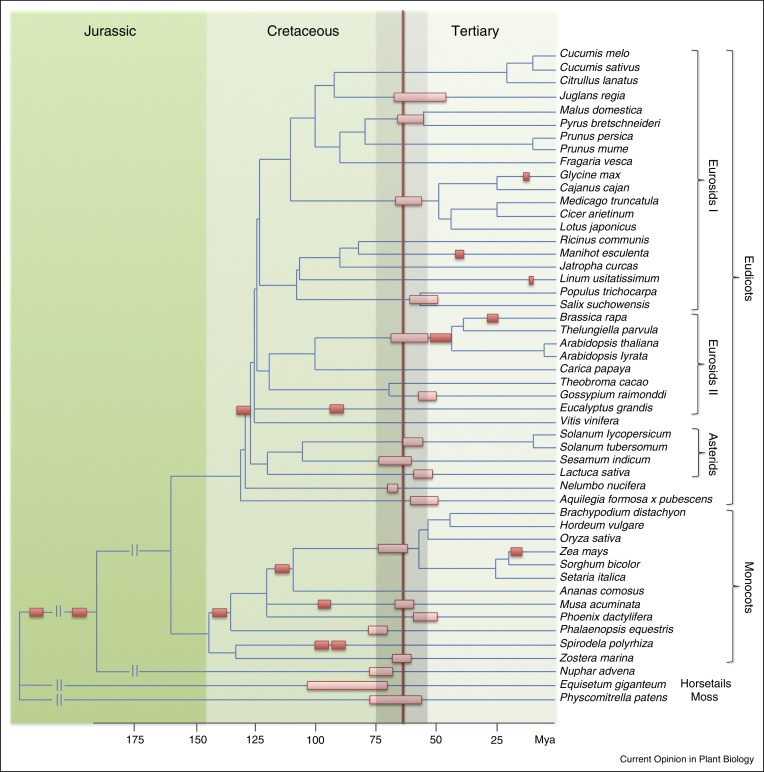 Jurassic Cretaceous Tertiary
Cucumis melo
Cucumis sativus
Citrullus lanatus
Juglans regia
Malus domestica
Pyrus bretschneideri
Prunus persica
Prunus mume
Fragaria vesca
Glycine max
Cajanus cajan
Medicago truncatula
Cicer arietinum
Lotus japonicus
Ricinus communis
Manihot esculenta
Jatropha curcas
Linum usitatissimum
Populus trichocarpa
Salix suchowensis
Eurosids I
Brassica rapa
Thelungiella parvula
Arabidopsis thaliana
Arabidopsis lyrata
Carica papaya
Theobroma cacao
Gossypium raimonddi
Eucalyptus grandis
Eurosids II
Vitis vinifera
Solanum lycopersicum
Solanum tubersomum
Sesamum indicum
Lactuca sativa
Asterids
Nelumbo nucifera
Aquilegia formosa x pubescens
Eudicots
Brachypodium distachyon
Hordeum vulgare
Oryza sativa
Zea mays
Sorghum bicolor
Setaria italica
Ananas comosus
Musa acuminata
Phoenix dactylifera
Phalaenopsis equestris
Spirodela polyrhiza
Zostera marina
Monocots
Nuphar advena
Equisetum giganteum Horsetails
Physcomitrella patens Moss
175 150 125 100 75 50 25 Mya
Current Opinion in Plant Biology